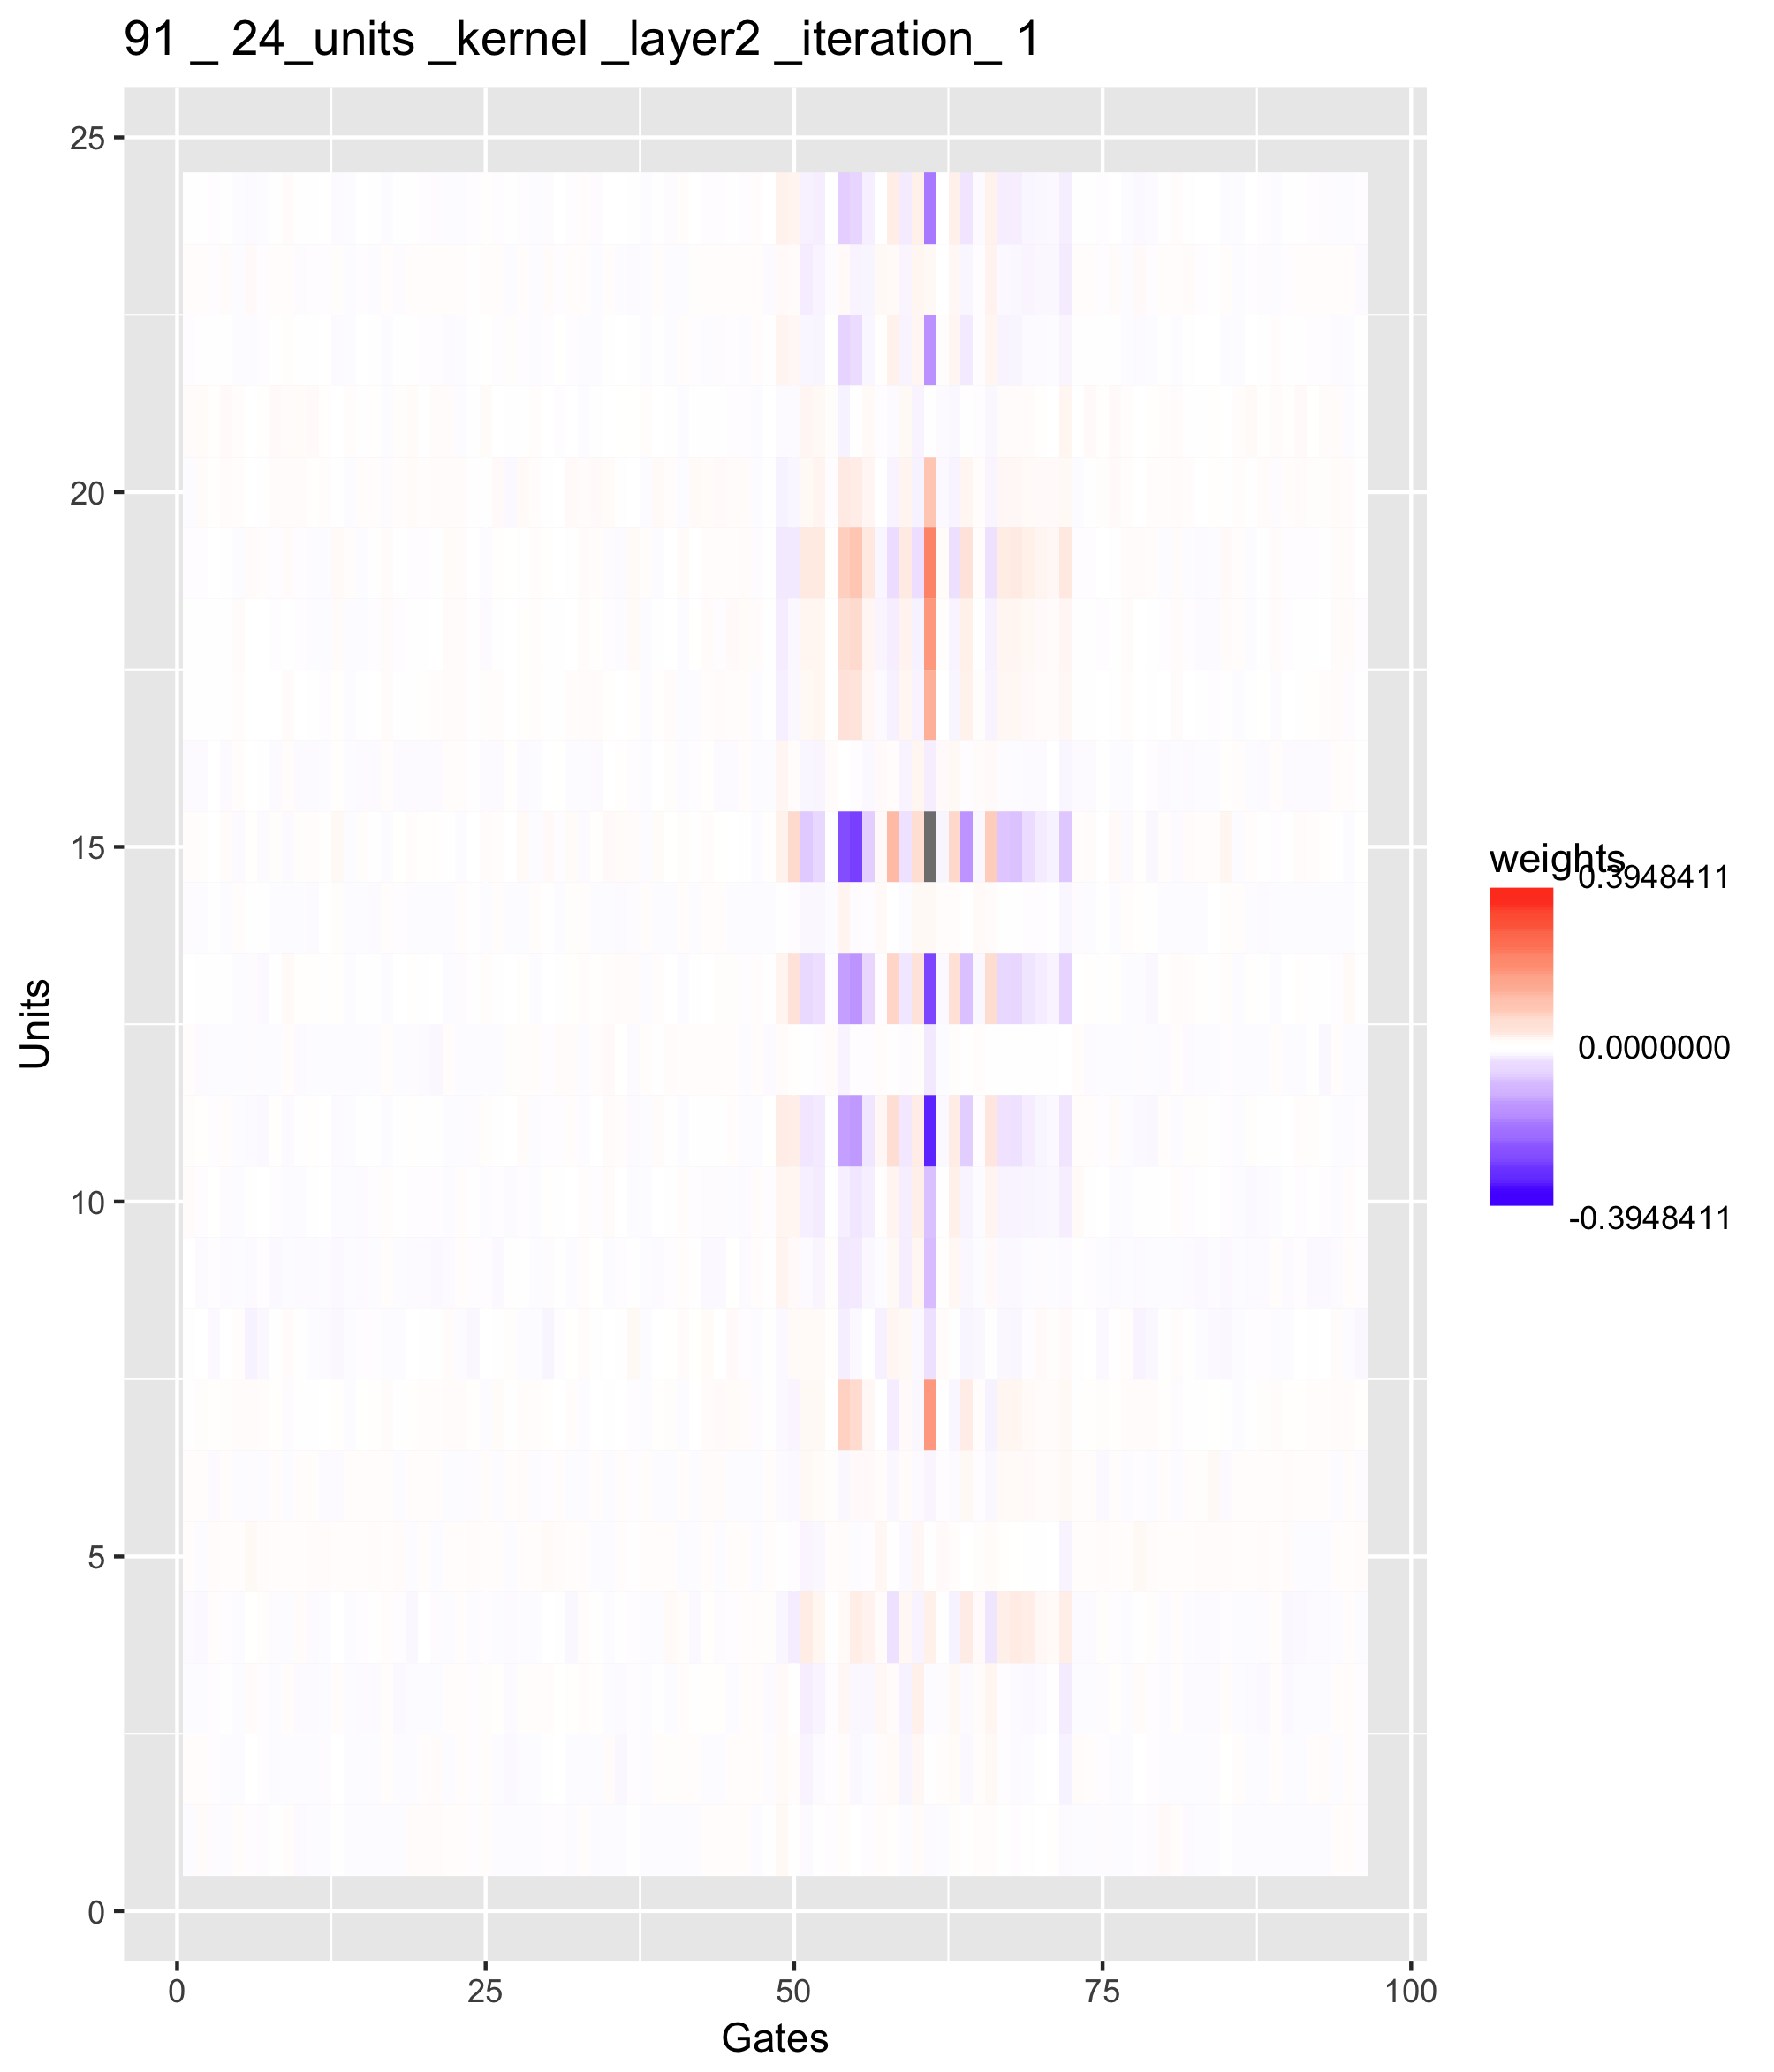 91 _ 24_units _kernel _layer2 _iteration_ 1
25
20
15
10
5
0
Units
0 25 50 75 100
Gates
weights
0.3948411
0.0000000
-0.3948411